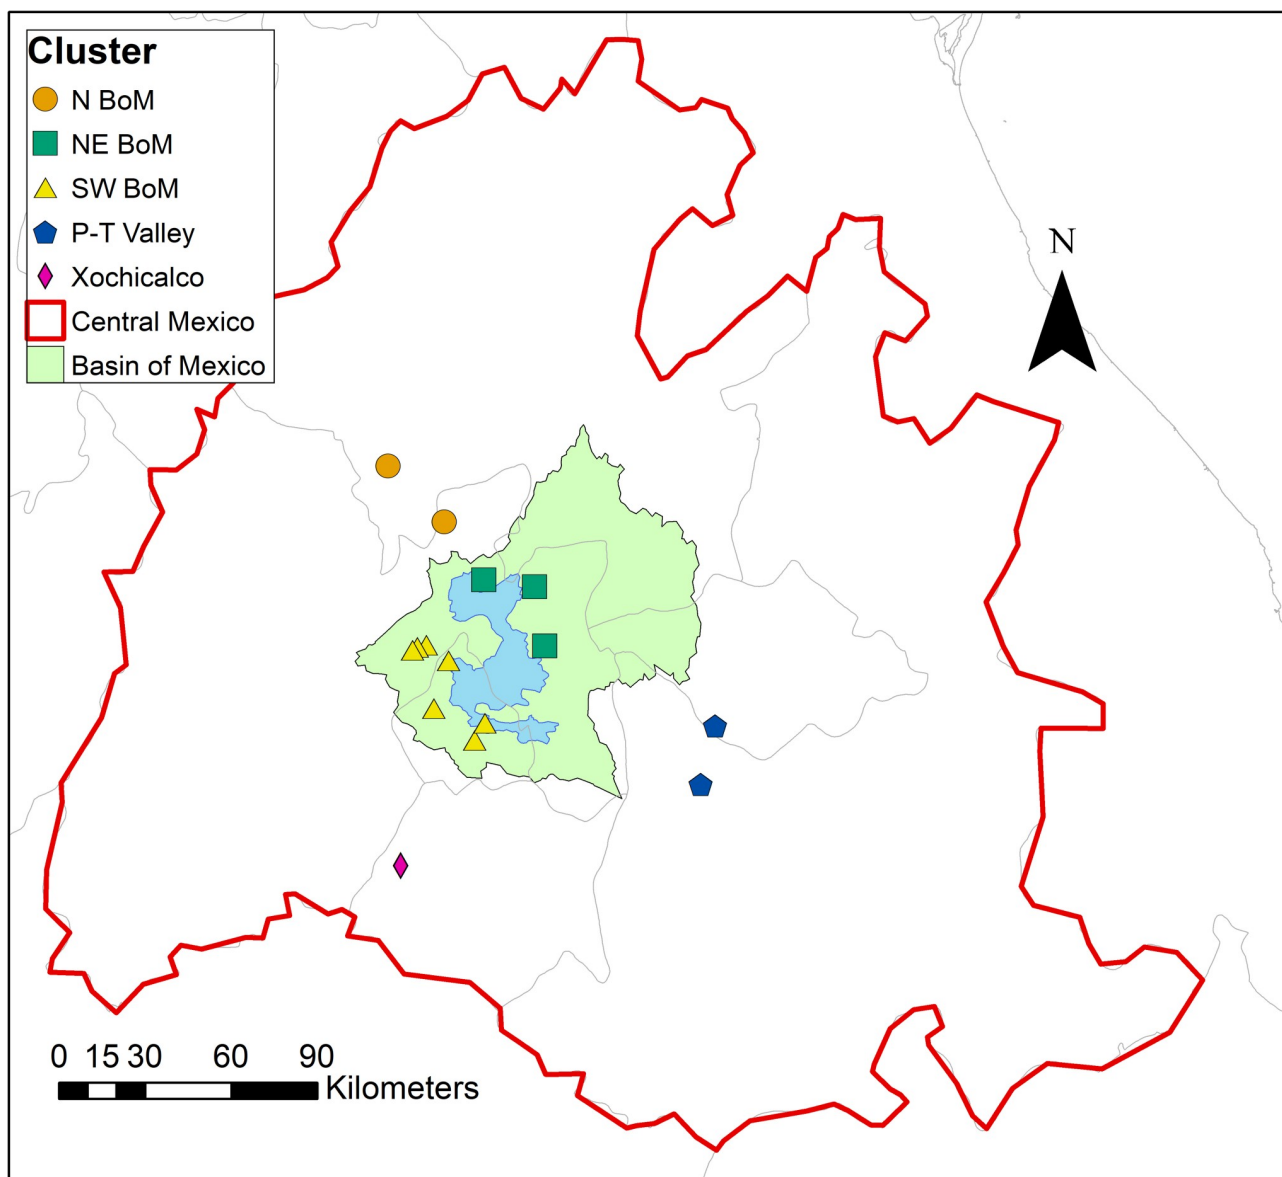 Cluster
N BoM
NE BoM
SW BoM
P-T Valley
Xochicalco
Central Mexico
Basin of Mexico
N
0 15 30 60 90
Kilometers